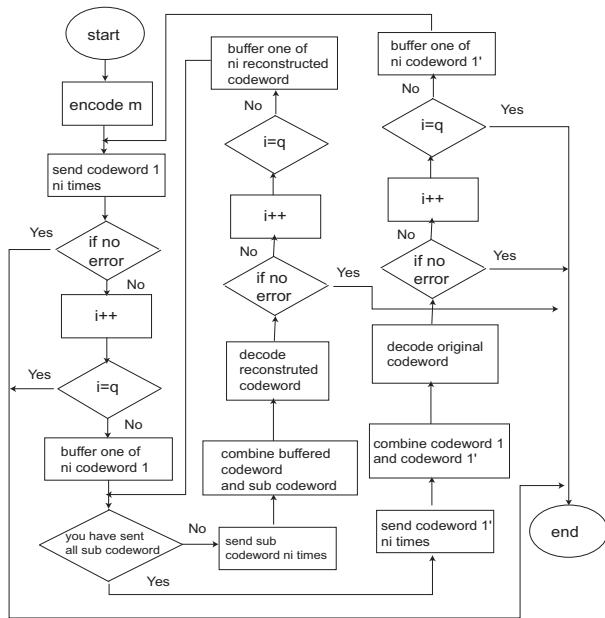 start
encode m
send codeword 1
ni times
Yes
if no
error
No
i++
Yes
i=q
No
buffer one of
ni codeword 1
you have sent
all sub codeword
No
Yes
buffer one of
ni reconstructed
codeword
No
i=q
i++
No
if no
error
Yes
decode
reconstruted
codeword
combine buffered
codeword
and sub codeword
send sub
codeword ni times
buffer one of
ni codeword 1'
No
Yes
i=q
i++
No
Yes
if no
error
decode original
codeword
combine codeword 1
and codeword 1'
send codeword 1'
ni times
end